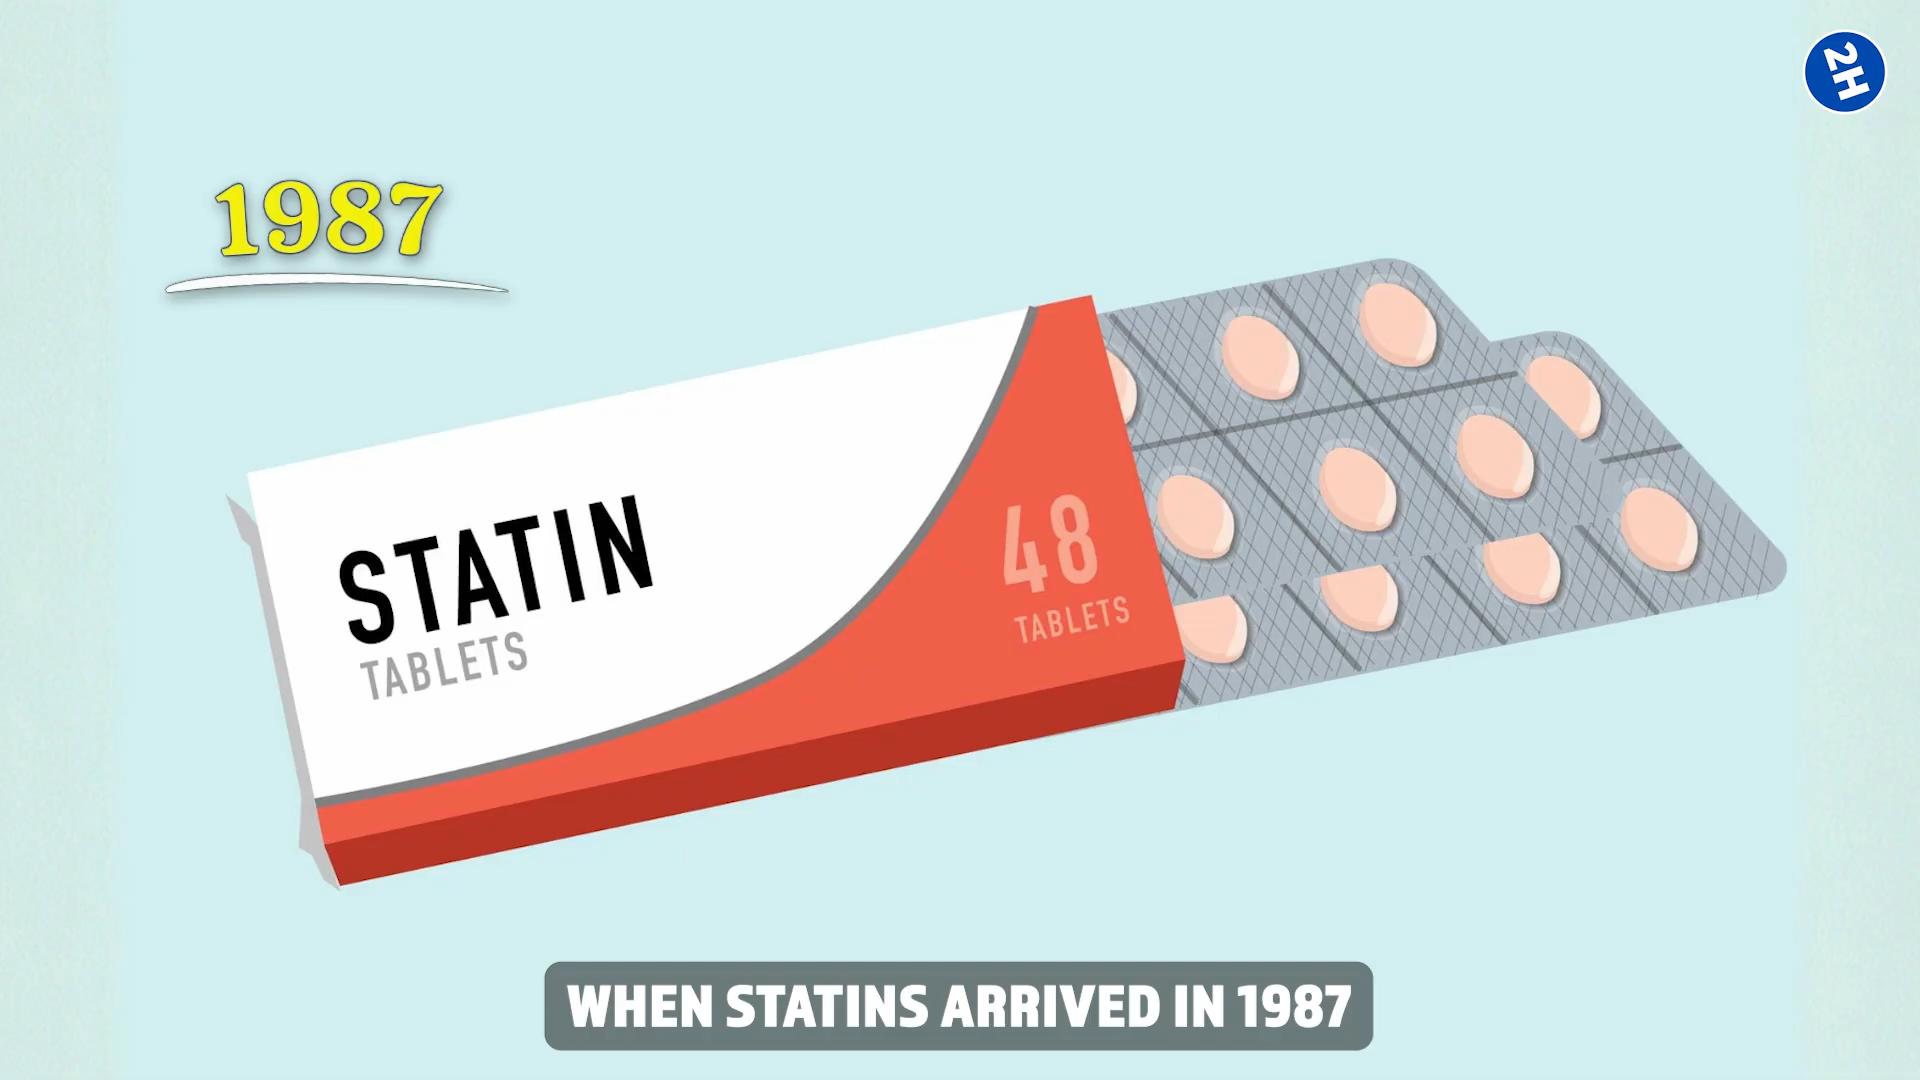 2H
1987
STATIN
TABLETS
48
TABLETS
WHEN STATINS ARRIVED IN 1987